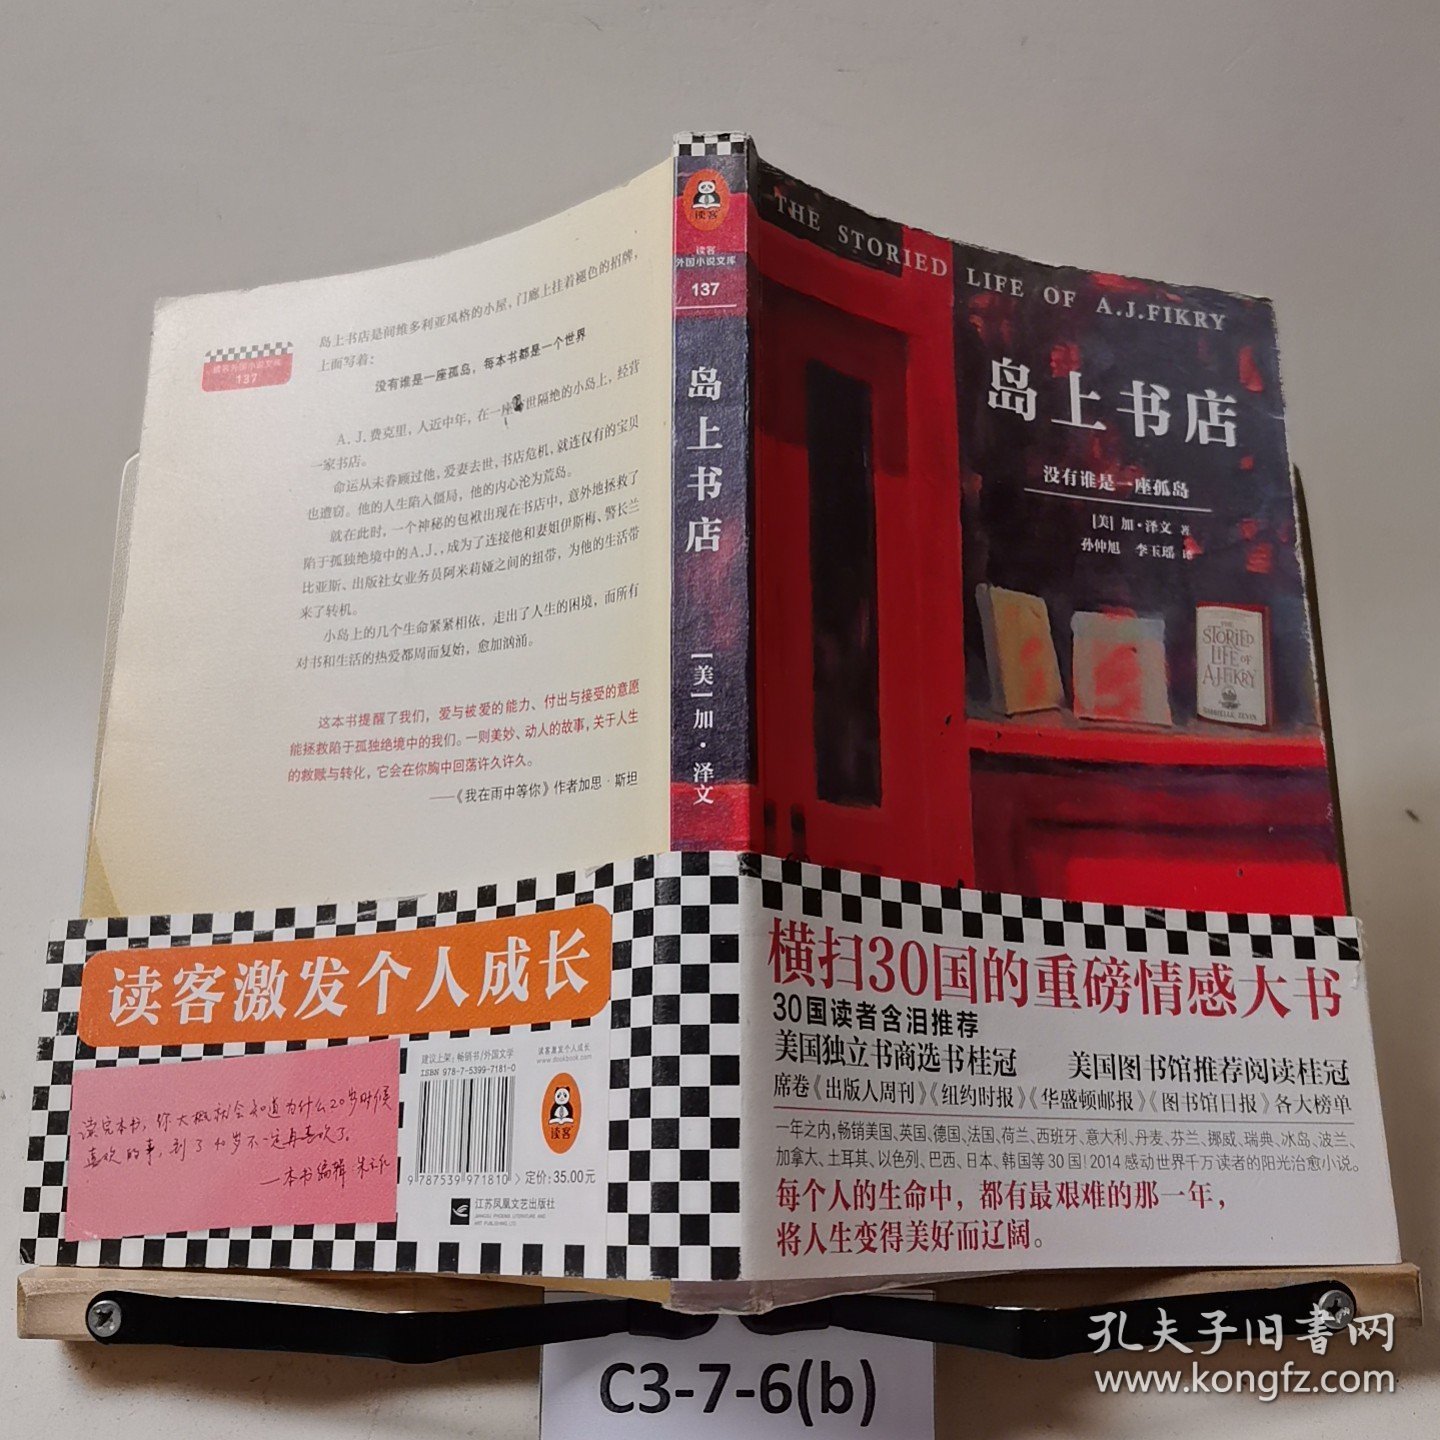 读客外国小说文库
137
岛上书店是间维多利亚风格的小屋，门廊上挂着褪色的招牌，
上面写着：
没有谁是一座孤岛，每本书都是一个世界
A. J. 费克里，人近中年，在一座与世隔绝的小岛上，经营
一家书店。
命运从未眷顾过他，爱妻去世，书店危机，就连仅有的宝贝
也遭窃。他的人生陷入僵局，他的内心沦为荒岛。
就在此时，一个神秘的包袱出现在书店中，意外地拯救了
陷于孤独绝境中的A.J.，成为了连接他和妻姐伊斯梅、警长兰
比亚斯、出版社女业务员阿米莉娅之间的纽带，为他的生活带
来了转机。
小岛上的几个生命紧紧相依，走出了人生的困境，而所有
对书和生活的热爱都周而复始，愈加汹涌。
这本书提醒了我们，爱与被爱的能力、付出与接受的意愿
能拯救陷于孤独绝境中的我们。一则美妙、动人的故事，关于人生
的救赎与转化，它会在你胸中回荡许久许久。
——《我在雨中等你》作者加思·斯坦
读客激发个人成长
读完本书，你大概就会知道为什么20岁时候
喜欢的事，到了40岁不一定再喜欢了。
—本书编辑 朱
建议上架：畅销书/外国文学
ISBN 978-7-5399-7181-0
9 787539 971810 >
定价：35.00元
江苏凤凰文艺出版社
JIANGSU PHOENIX LITERATURE AND
ART PUBLISHING, LTD
读客激发个人成长
www.dookbook.com
读客
读客
读客
外国小说文库
137
岛上书店
［美］加·泽文
THE STORIED LIFE OF A.J.FIKRY
岛上书店
没有谁是一座孤岛
［美］加·泽文 著
孙仲旭 李玉瑶 译
THE
STORIED
LIFE OF
A.J.FIKRY
GABRIELLE ZEVIN
横扫30国的重磅情感大书
30国读者含泪推荐
美国独立书商选书桂冠 美国图书馆推荐阅读桂冠
席卷《出版人周刊》《纽约时报》《华盛顿邮报》《图书馆日报》各大榜单
一年之内，畅销美国、英国、德国、法国、荷兰、西班牙、意大利、丹麦、芬兰、挪威、瑞典、冰岛、波兰、
加拿大、土耳其、以色列、巴西、日本、韩国等30国！2014感动世界千万读者的阳光治愈小说。
每个人的生命中，都有最艰难的那一年，
将人生变得美好而辽阔。
C3-7-6(b)
孔夫子旧书网
www.kongfz.com